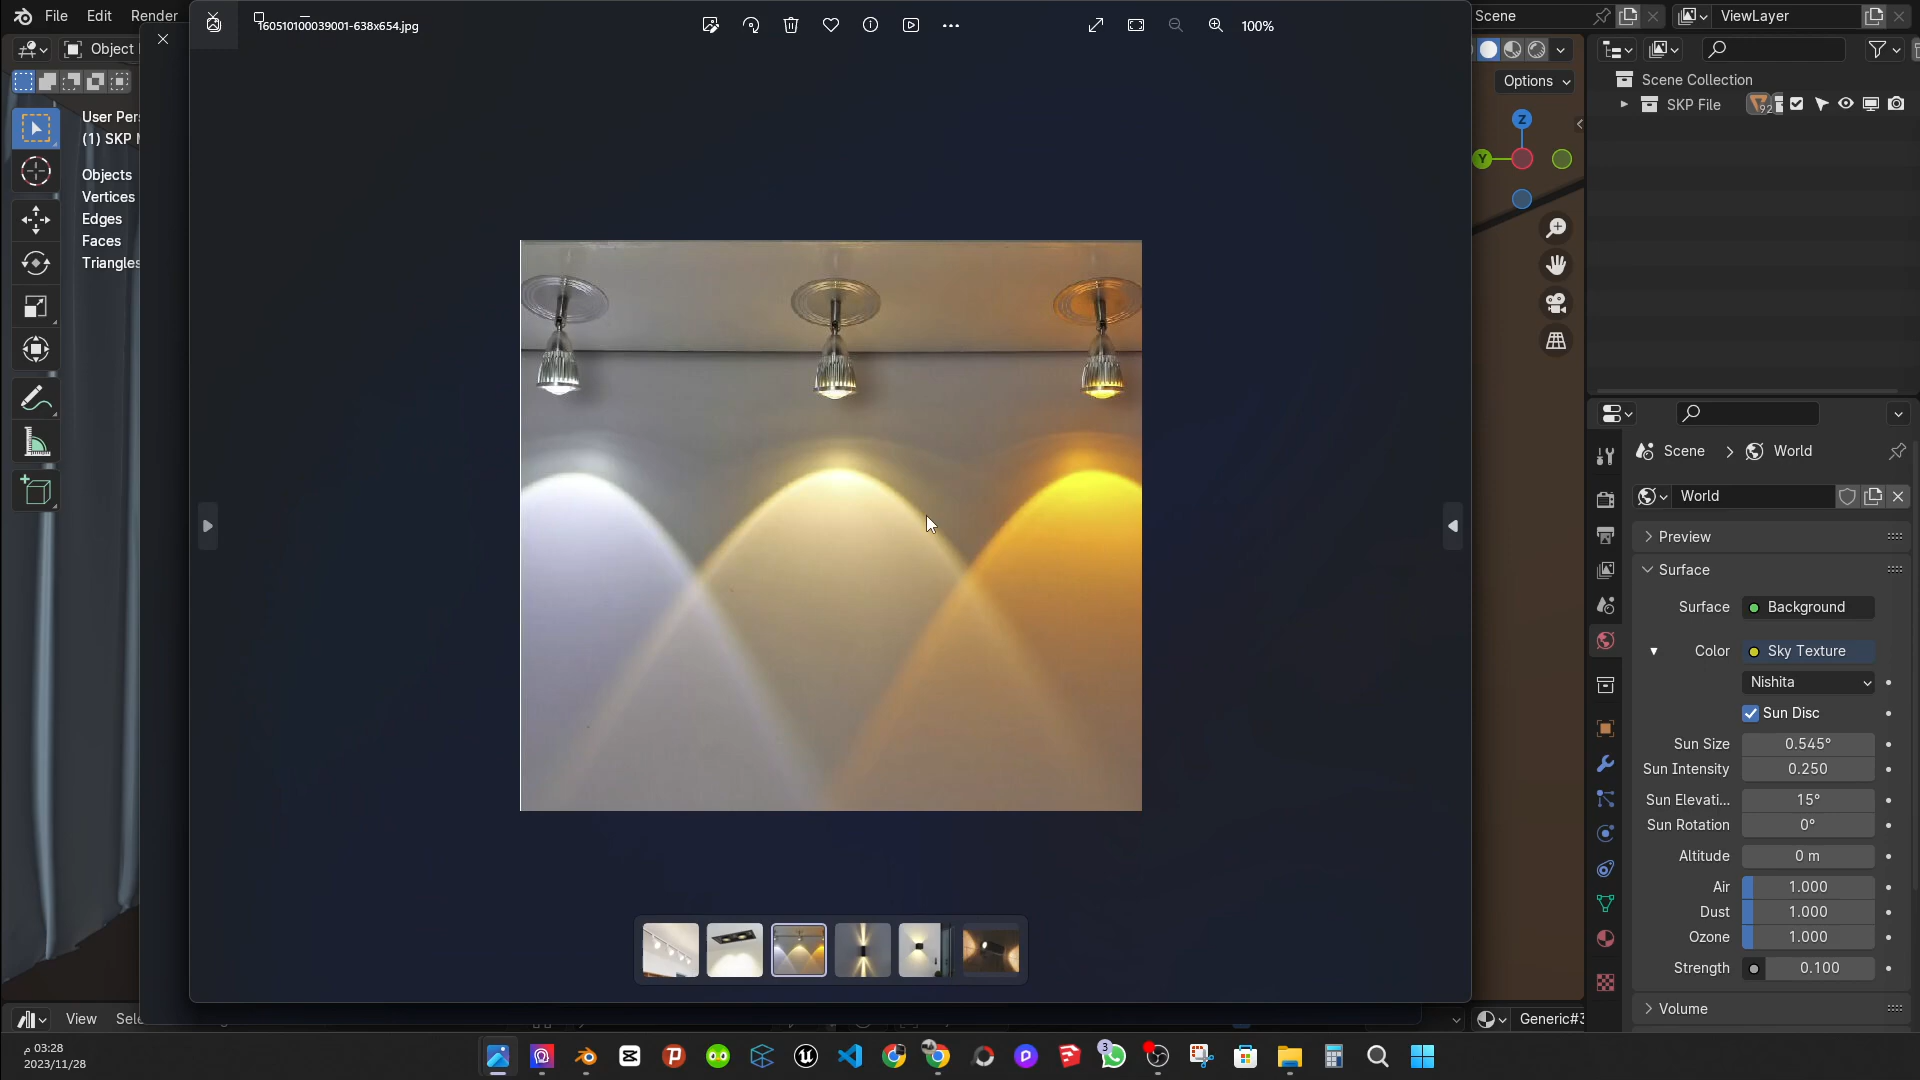 File Edit Render
160510100039001-638x654.jpg
100%
Scene
ViewLayer
Object
Options
User Per
(1) SKP
Objects
Vertices
Edges
Faces
Triangles
Z
Y
Scene Collection
SKP File
92
Scene World
World
Preview
Surface
Surface Background
Color Sky Texture
Nishita
Sun Disc
Sun Size 0.545°
Sun Intensity 0.250
Sun Elevati... 15°
Sun Rotation 0°
Altitude 0 m
Air 1.000
Dust 1.000
Ozone 1.000
Strength 0.100
Volume
View Sele
Generic#3
3
03:28 م
2023/11/28